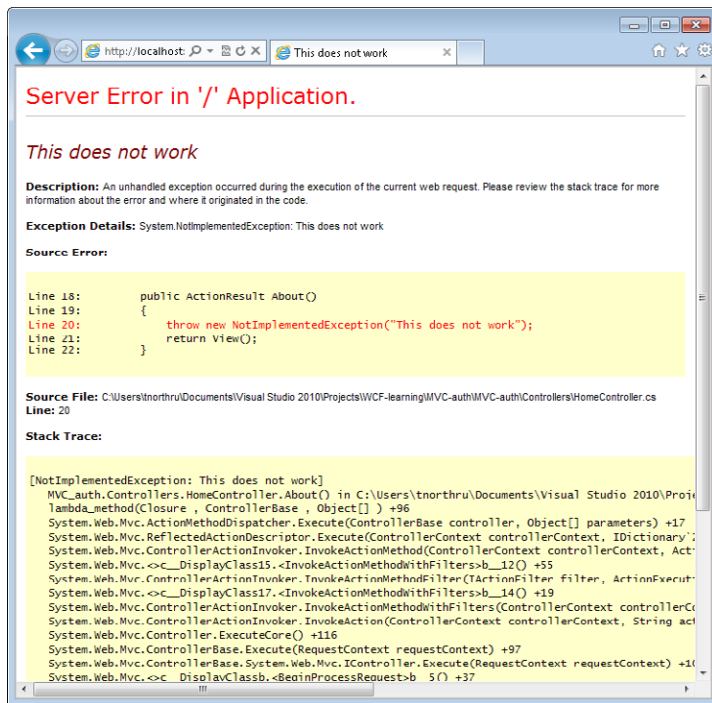 http://localhost:
This does not work
Server Error in '/' Application.
This does not work
Description: An unhandled exception occurred during the execution of the current web request. Please review the stack trace for more
information about the error and where it originated in the code.
Exception Details: System.NotImplementedException: This does not work
Source Error:
Line 18: public ActionResult About()
Line 19: {
Line 20: throw new NotImplementedException("This does not work");
Line 21: return View();
Line 22: }
Source File: C:\Users\tnorthru\Documents\Visual Studio 2010\Projects\WCF-learning\MVC-auth\MVC-auth\Controllers\HomeController.cs
Line: 20
Stack Trace:
[NotImplementedException: This does not work]
MVC_auth.Controllers.HomeController.About() in C:\Users\tnorthru\Documents\Visual Studio 2010\Proje
lambda_method(Closure , ControllerBase , Object[] ) +96
System.Web.Mvc.ActionMethodDispatcher.Execute(ControllerBase controller, Object[] parameters) +17
System.Web.Mvc.ReflectedActionDescriptor.Execute(ControllerContext controllerContext, IDictionary`2
System.Web.Mvc.ControllerActionInvoker.InvokeActionMethod(ControllerContext controllerContext, Act
System.Web.Mvc.<>c__DisplayClass15.<InvokeActionMethodWithFilters>b__12() +55
System.Web.Mvc.ControllerActionInvoker.InvokeActionMethodFilter(IActionFilter filter, ActionExecut
System.Web.Mvc.<>c__DisplayClass17.<InvokeActionMethodWithFilters>b__14() +19
System.Web.Mvc.ControllerActionInvoker.InvokeActionMethodWithFilters(ControllerContext controllerCo
System.Web.Mvc.ControllerActionInvoker.InvokeAction(ControllerContext controllerContext, String act
System.Web.Mvc.Controller.ExecuteCore() +116
System.Web.Mvc.ControllerBase.Execute(RequestContext requestContext) +97
System.Web.Mvc.ControllerBase.System.Web.Mvc.IController.Execute(RequestContext requestContext) +10
System.Web.Mvc.<>c__DisplayClassb.<BeginProcessRequest>b__5() +37